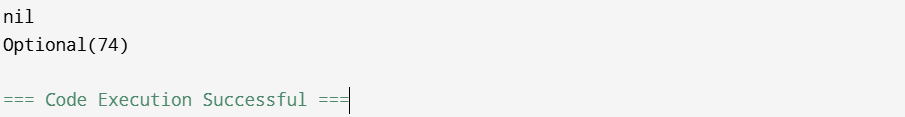 nil
Optional(74)
=== Code Execution Successful ===